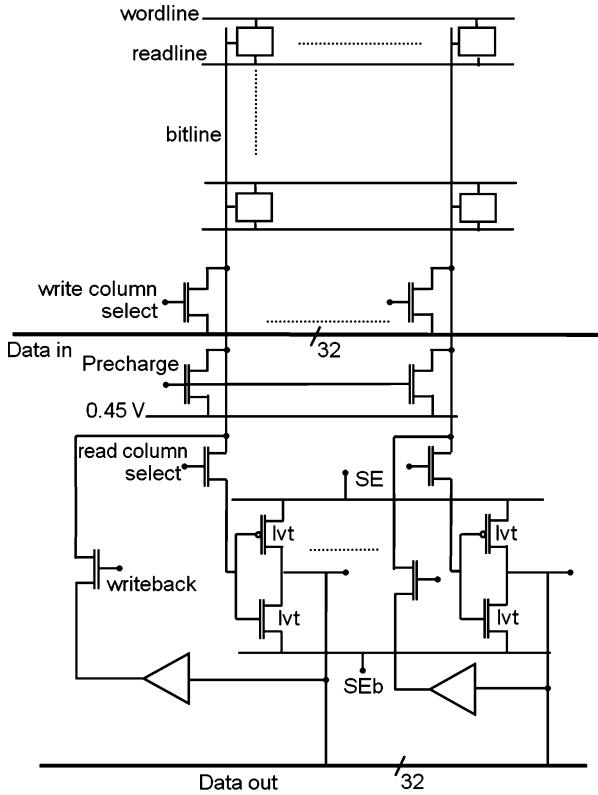 wordline
readline
bitline
write column
select
Data in
32
Precharge
0.45 V
read column
select
SE
lvt
lvt
lvt
lvt
writeback
SEb
Data out
32